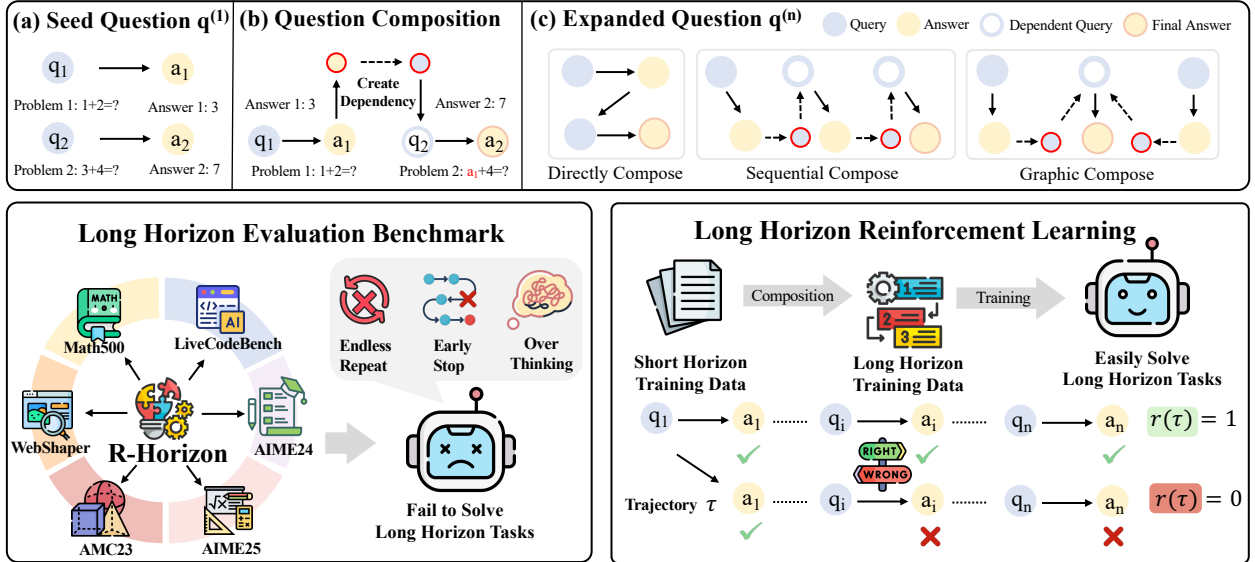 (a) Seed Question q(1)
q1
a1
Problem 1: 1+2=?
Answer 1: 3
q2
a2
Problem 2: 3+4=?
Answer 2: 7
(b) Question Composition
Create
Dependency
Answer 1: 3
Answer 2: 7
q1
a1
q2
a2
Problem 1: 1+2=?
Problem 2: a1+4=?
(c) Expanded Question q(n)
Query
Answer
Dependent Query
Final Answer
Directly Compose
Sequential Compose
Graphic Compose
Long Horizon Evaluation Benchmark
MATH
Math500
AI
LiveCodeBench
WebShaper
R-Horizon
AIME24
AMC23
AIME25
Endless
Repeat
Early
Stop
Over
Thinking
Fail to Solve
Long Horizon Tasks
Long Horizon Reinforcement Learning
Composition
1
2
3
Training
Short Horizon
Training Data
Long Horizon
Training Data
Easily Solve
Long Horizon Tasks
q1 a1 ........ qi ai ........ qn an r(τ) = 1
RIGHT
WRONG
Trajectory τ a1 ........ qi ai ........ qn an r(τ) = 0